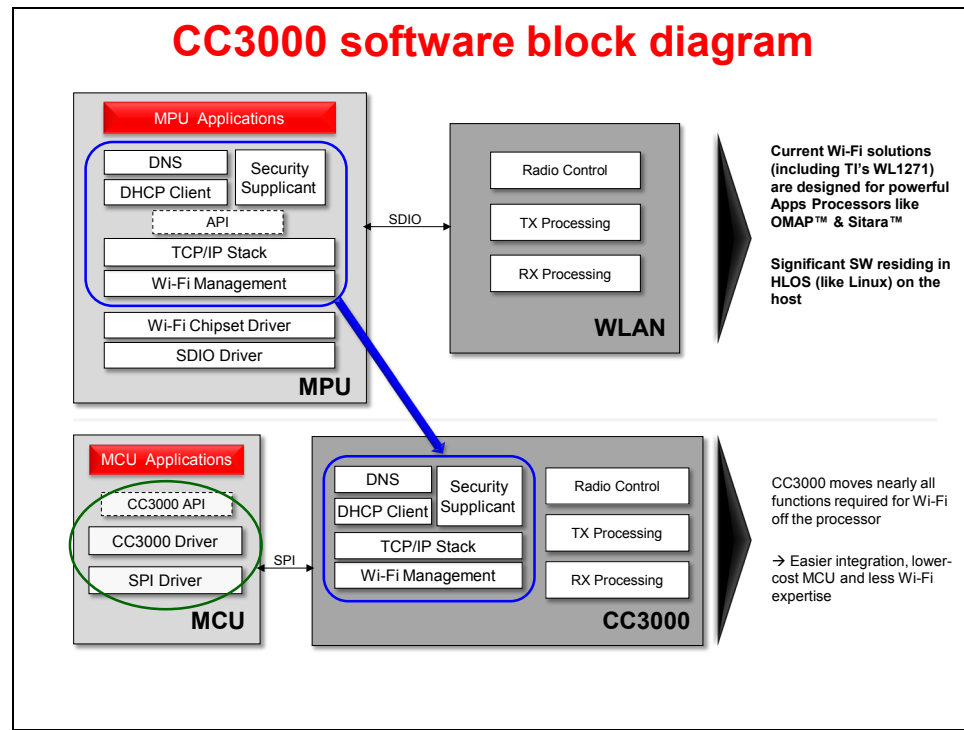 CC3000 software block diagram
MPU Applications
DNS
DHCP Client
Security
Supplicant
API
TCP/IP Stack
Wi-Fi Management
Wi-Fi Chipset Driver
SDIO Driver
MPU
SDIO
Radio Control
TX Processing
RX Processing
WLAN
Current Wi-Fi solutions
(including TI's WL1271)
are designed for powerful
Apps Processors like
OMAP™ & Sitara™
Significant SW residing in
HLOS (like Linux) on the
host
MCU Applications
CC3000 API
CC3000 Driver
SPI Driver
MCU
SPI
DNS
DHCP Client
Security
Supplicant
TCP/IP Stack
Wi-Fi Management
Radio Control
TX Processing
RX Processing
CC3000
CC3000 moves nearly all
functions required for Wi-Fi
off the processor
→ Easier integration, lower-
cost MCU and less Wi-Fi
expertise